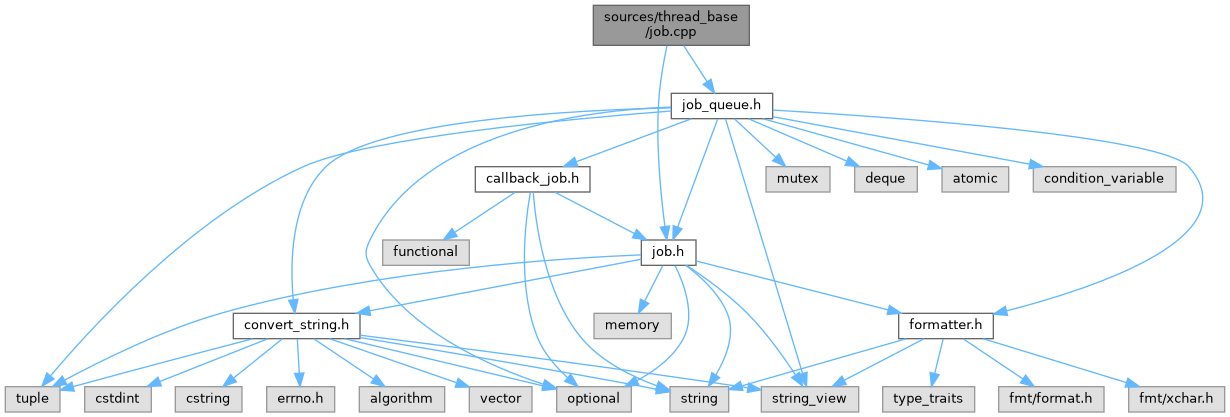 sources/thread_base
/job.cpp
job_queue.h
callback_job.h
mutex
deque
atomic
condition_variable
functional
job.h
convert_string.h
memory
formatter.h
tuple
cstdint
cstring
errno.h
algorithm
vector
optional
string
string_view
type_traits
fmt/format.h
fmt/xchar.h